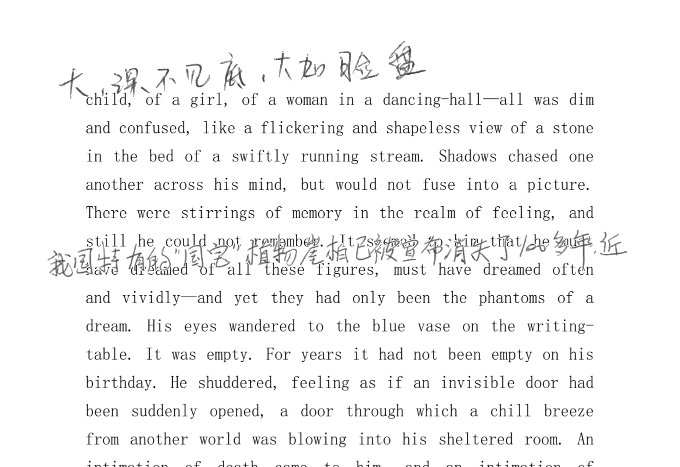 大，深不见底，大如脸盘
child, of a girl, of a woman in a dancing-hall—all was dim
and confused, like a flickering and shapeless view of a stone
in the bed of a swiftly running stream. Shadows chased one
another across his mind, but would not fuse into a picture.
There were stirrings of memory in the realm of feeling, and
still he could not remember. It seemed to him that he must
我国特有的“国宝”植物崖柏已被宣布消失了100多年，近
have dreamed of all these figures, must have dreamed often
and vividly—and yet they had only been the phantoms of a
dream. His eyes wandered to the blue vase on the writing-
table. It was empty. For years it had not been empty on his
birthday. He shuddered, feeling as if an invisible door had
been suddenly opened, a door through which a chill breeze
from another world was blowing into his sheltered room. An
intimation of death came to him, and an intimation of